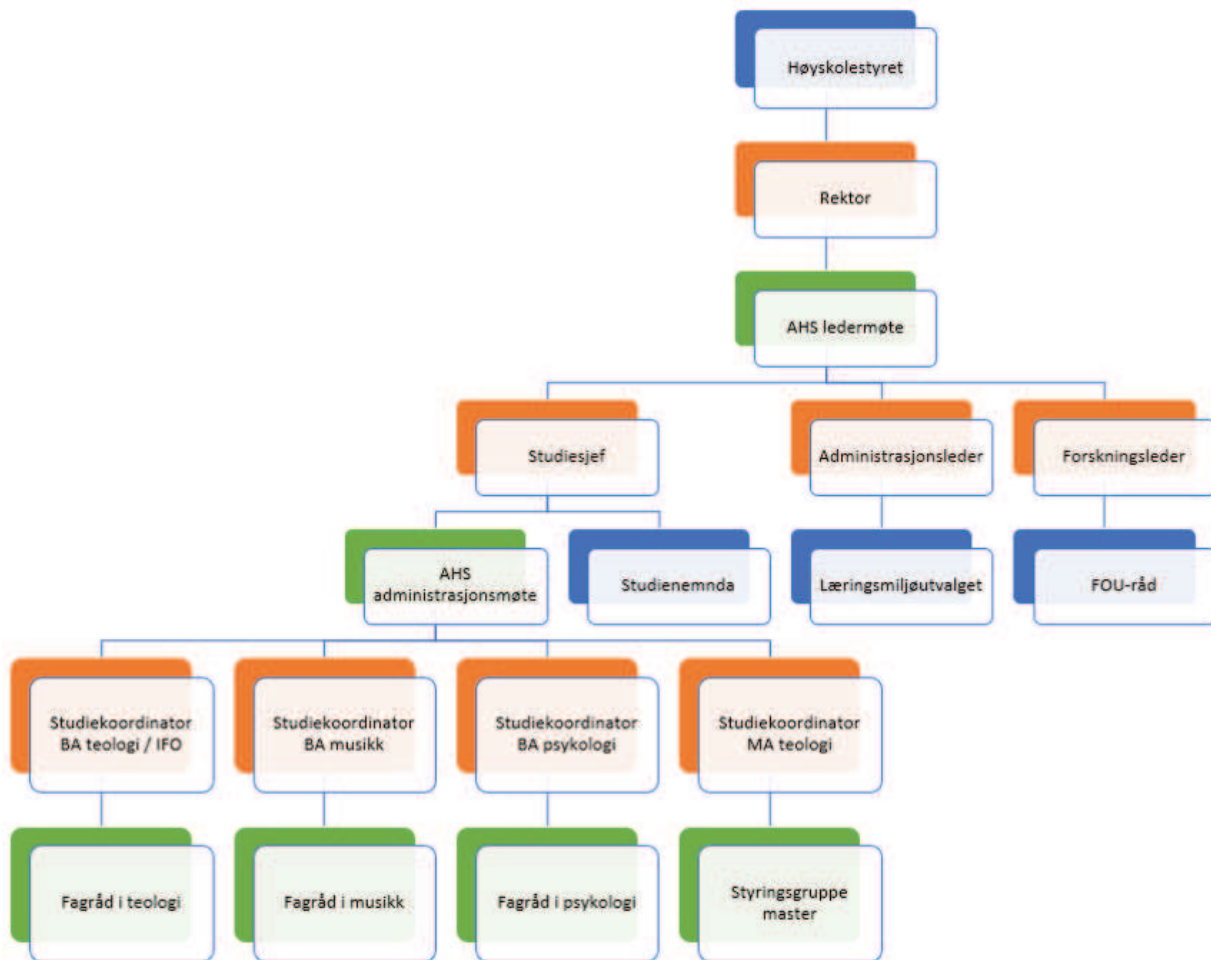 Høyskolestyret
Rektor
AHS ledermøte
Studiesjef
Administrasjonsleder
Forskningsleder
AHS
administrasjonsmøte
Studienemnda
Læringsmiljøutvalget
FOU-råd
Studiekoordinator
BA teologi / IFO
Studiekoordinator
BA musikk
Studiekoordinator
BA psykologi
Studiekoordinator
MA teologi
Fagråd i teologi
Fagråd i musikk
Fagråd i psykologi
Styringsgruppe
master